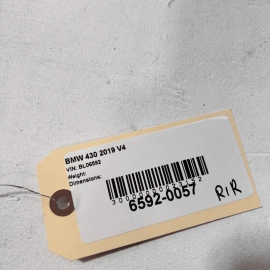 BMW 430 2019 V4
VIN: BL06592
Weight:
Dimensions:
6592-0057
R/R